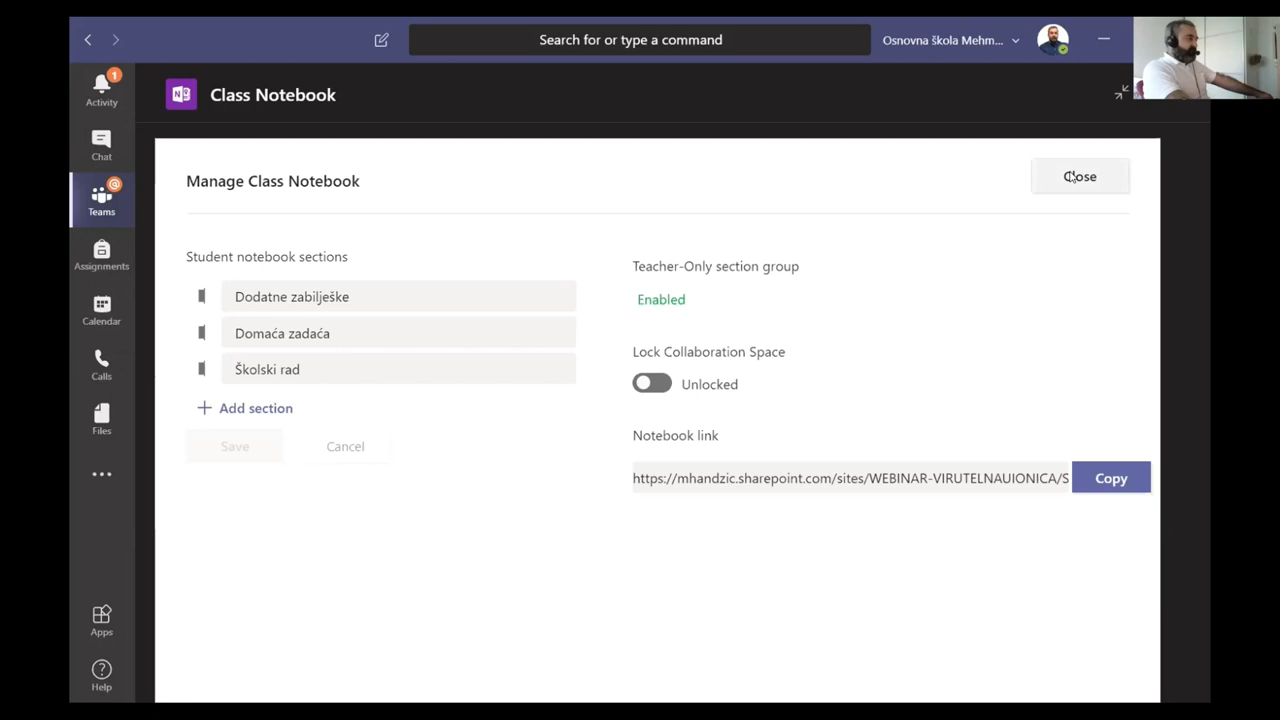 Search for or type a command
Osnovna škola Mehm...
1
Activity
Chat
@
Teams
Assignments
Calendar
Calls
Files
Apps
Help
N
Class Notebook
Manage Class Notebook
Close
Student notebook sections
Dodatne zabilješke
Domaća zadaća
Školski rad
+ Add section
Save
Cancel
Teacher-Only section group
Enabled
Lock Collaboration Space
Unlocked
Notebook link
https://mhandzic.sharepoint.com/sites/WEBINAR-VIRUTELNAUIONICA/S
Copy